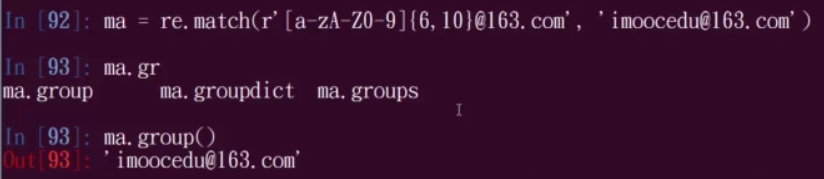 In [92]: ma = re.match(r'[a-zA-Z0-9]{6,10}@163.com', 'imoocedu@163.com')
In [93]: ma.gr
ma.group ma.groupdict ma.groups
In [93]: ma.group()
Out[93]: 'imoocedu@163.com'